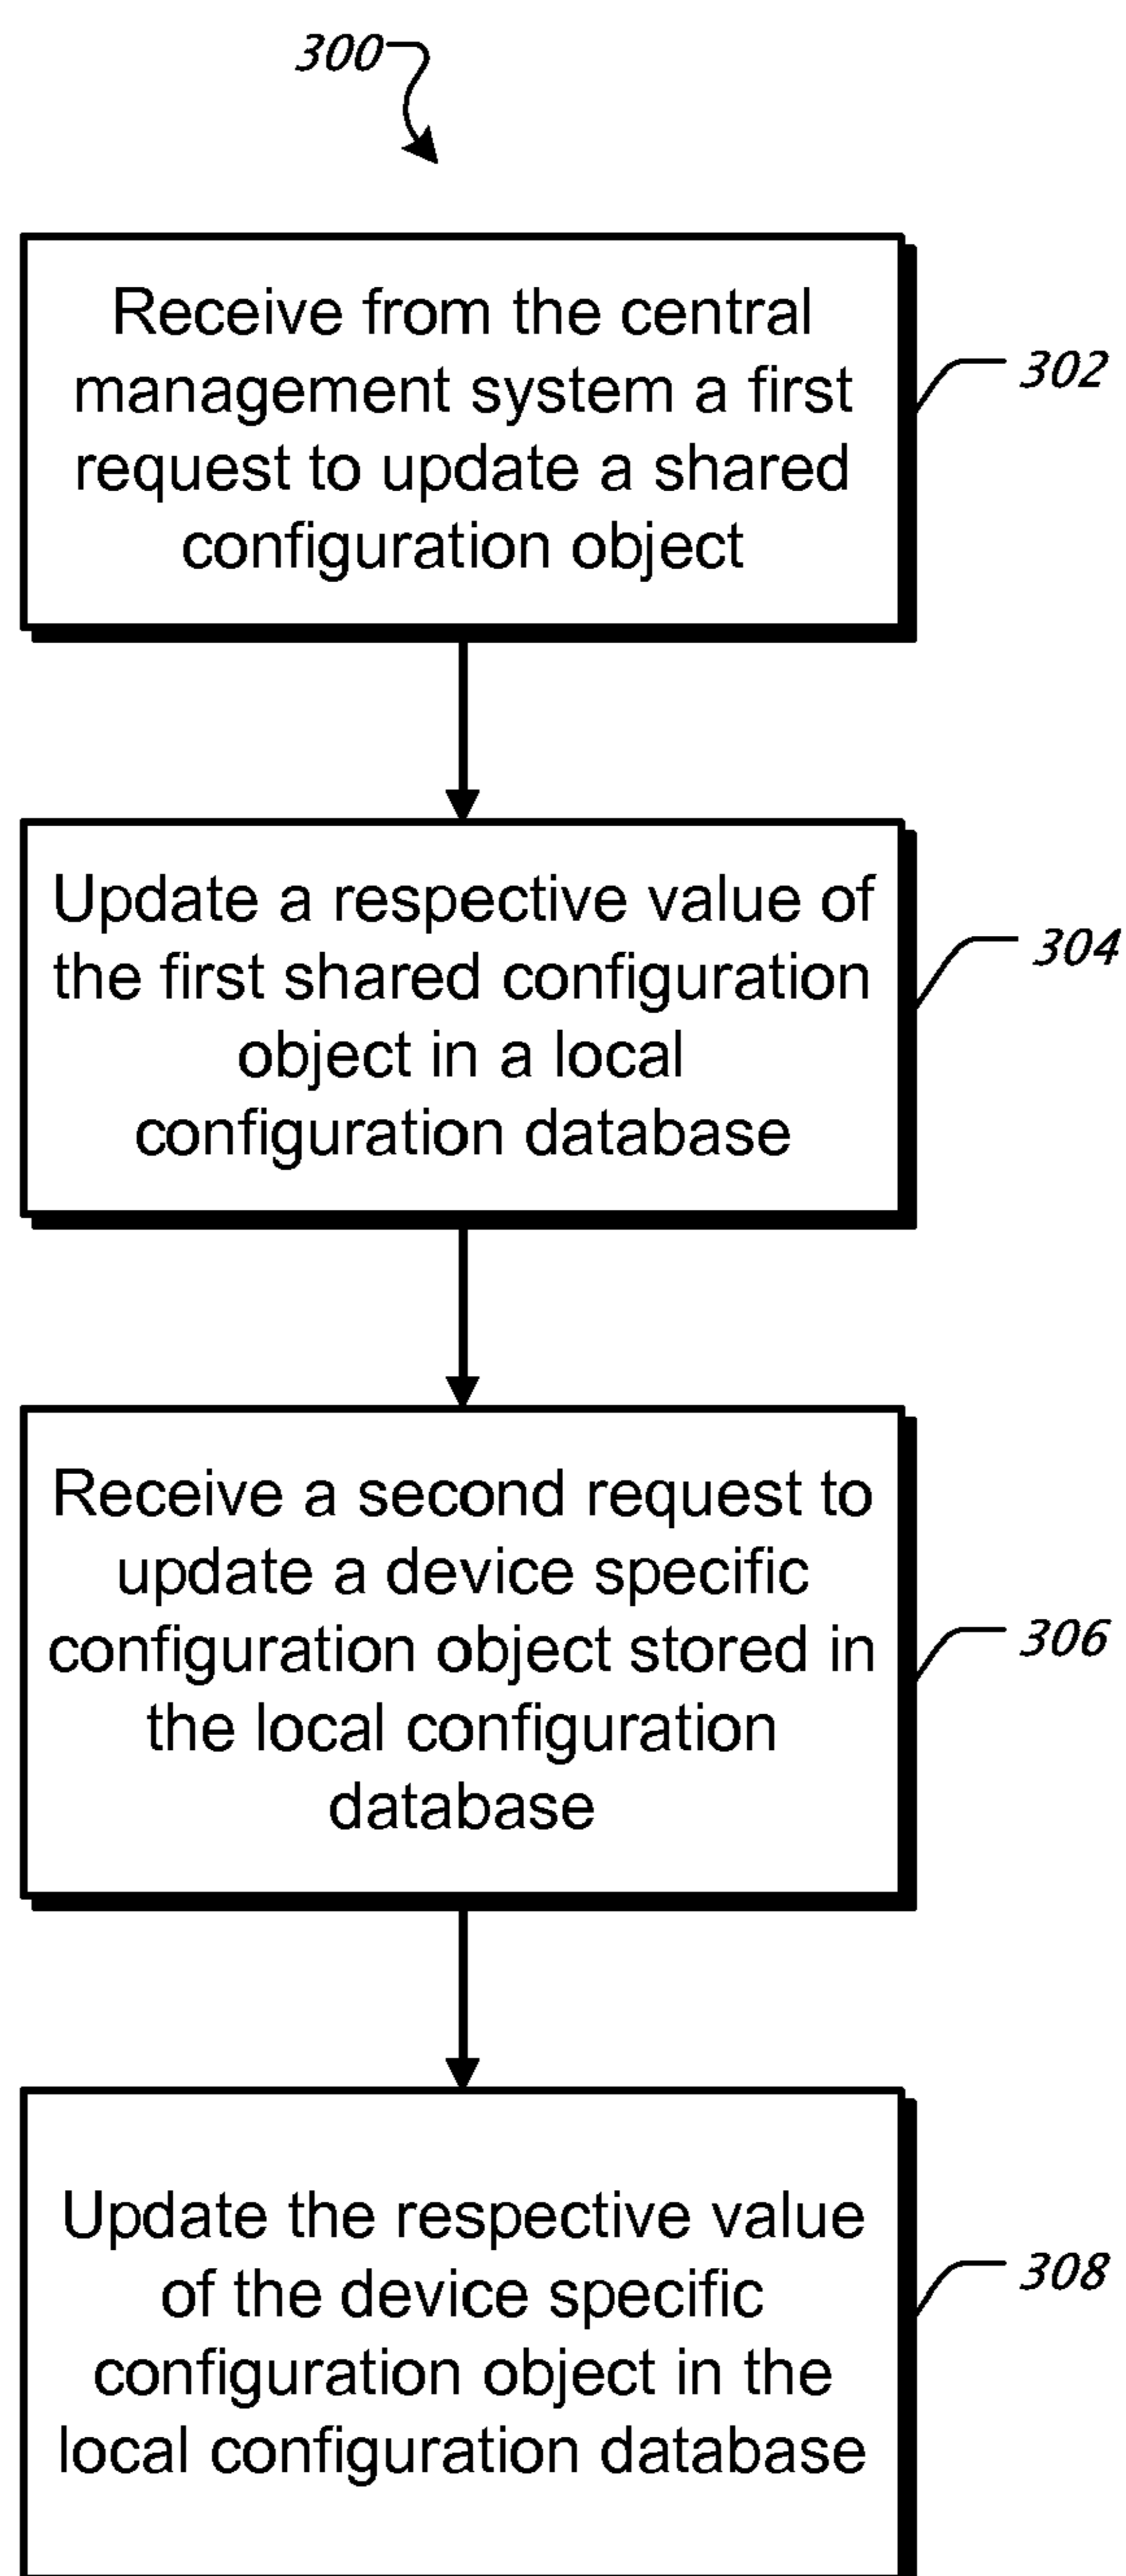 300
Receive from the central
management system a first
request to update a shared
configuration object
302
Update a respective value of
the first shared configuration
object in a local
configuration database
304
Receive a second request to
update a device specific
configuration object stored in
the local configuration
database
306
Update the respective value
of the device specific
configuration object in the
local configuration database
308